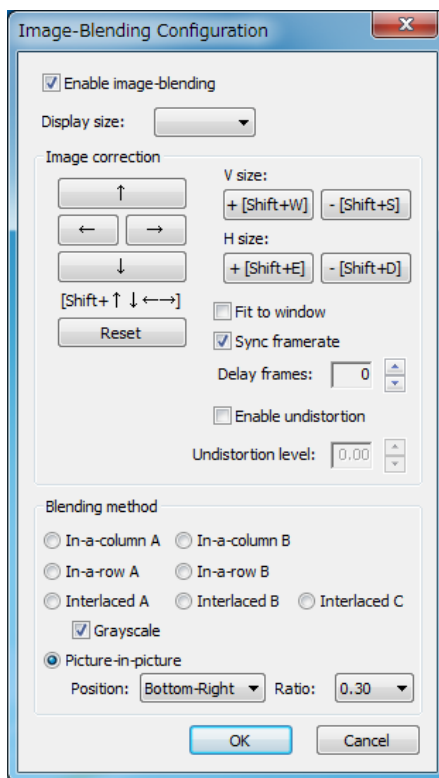 Image-Blending Configuration
Enable image-blending
Display size:
Image correction
↑
← →
↓
[Shift+↑↓←→]
Reset
V size:
+ [Shift+W] - [Shift+S]
H size:
+ [Shift+E] - [Shift+D]
Fit to window
Sync framerate
Delay frames: 0
Enable undistortion
Undistortion level: 0.00
Blending method
In-a-column A In-a-column B
In-a-row A In-a-row B
Interlaced A Interlaced B Interlaced C
Grayscale
Picture-in-picture
Position: Bottom-Right Ratio: 0.30
OK Cancel